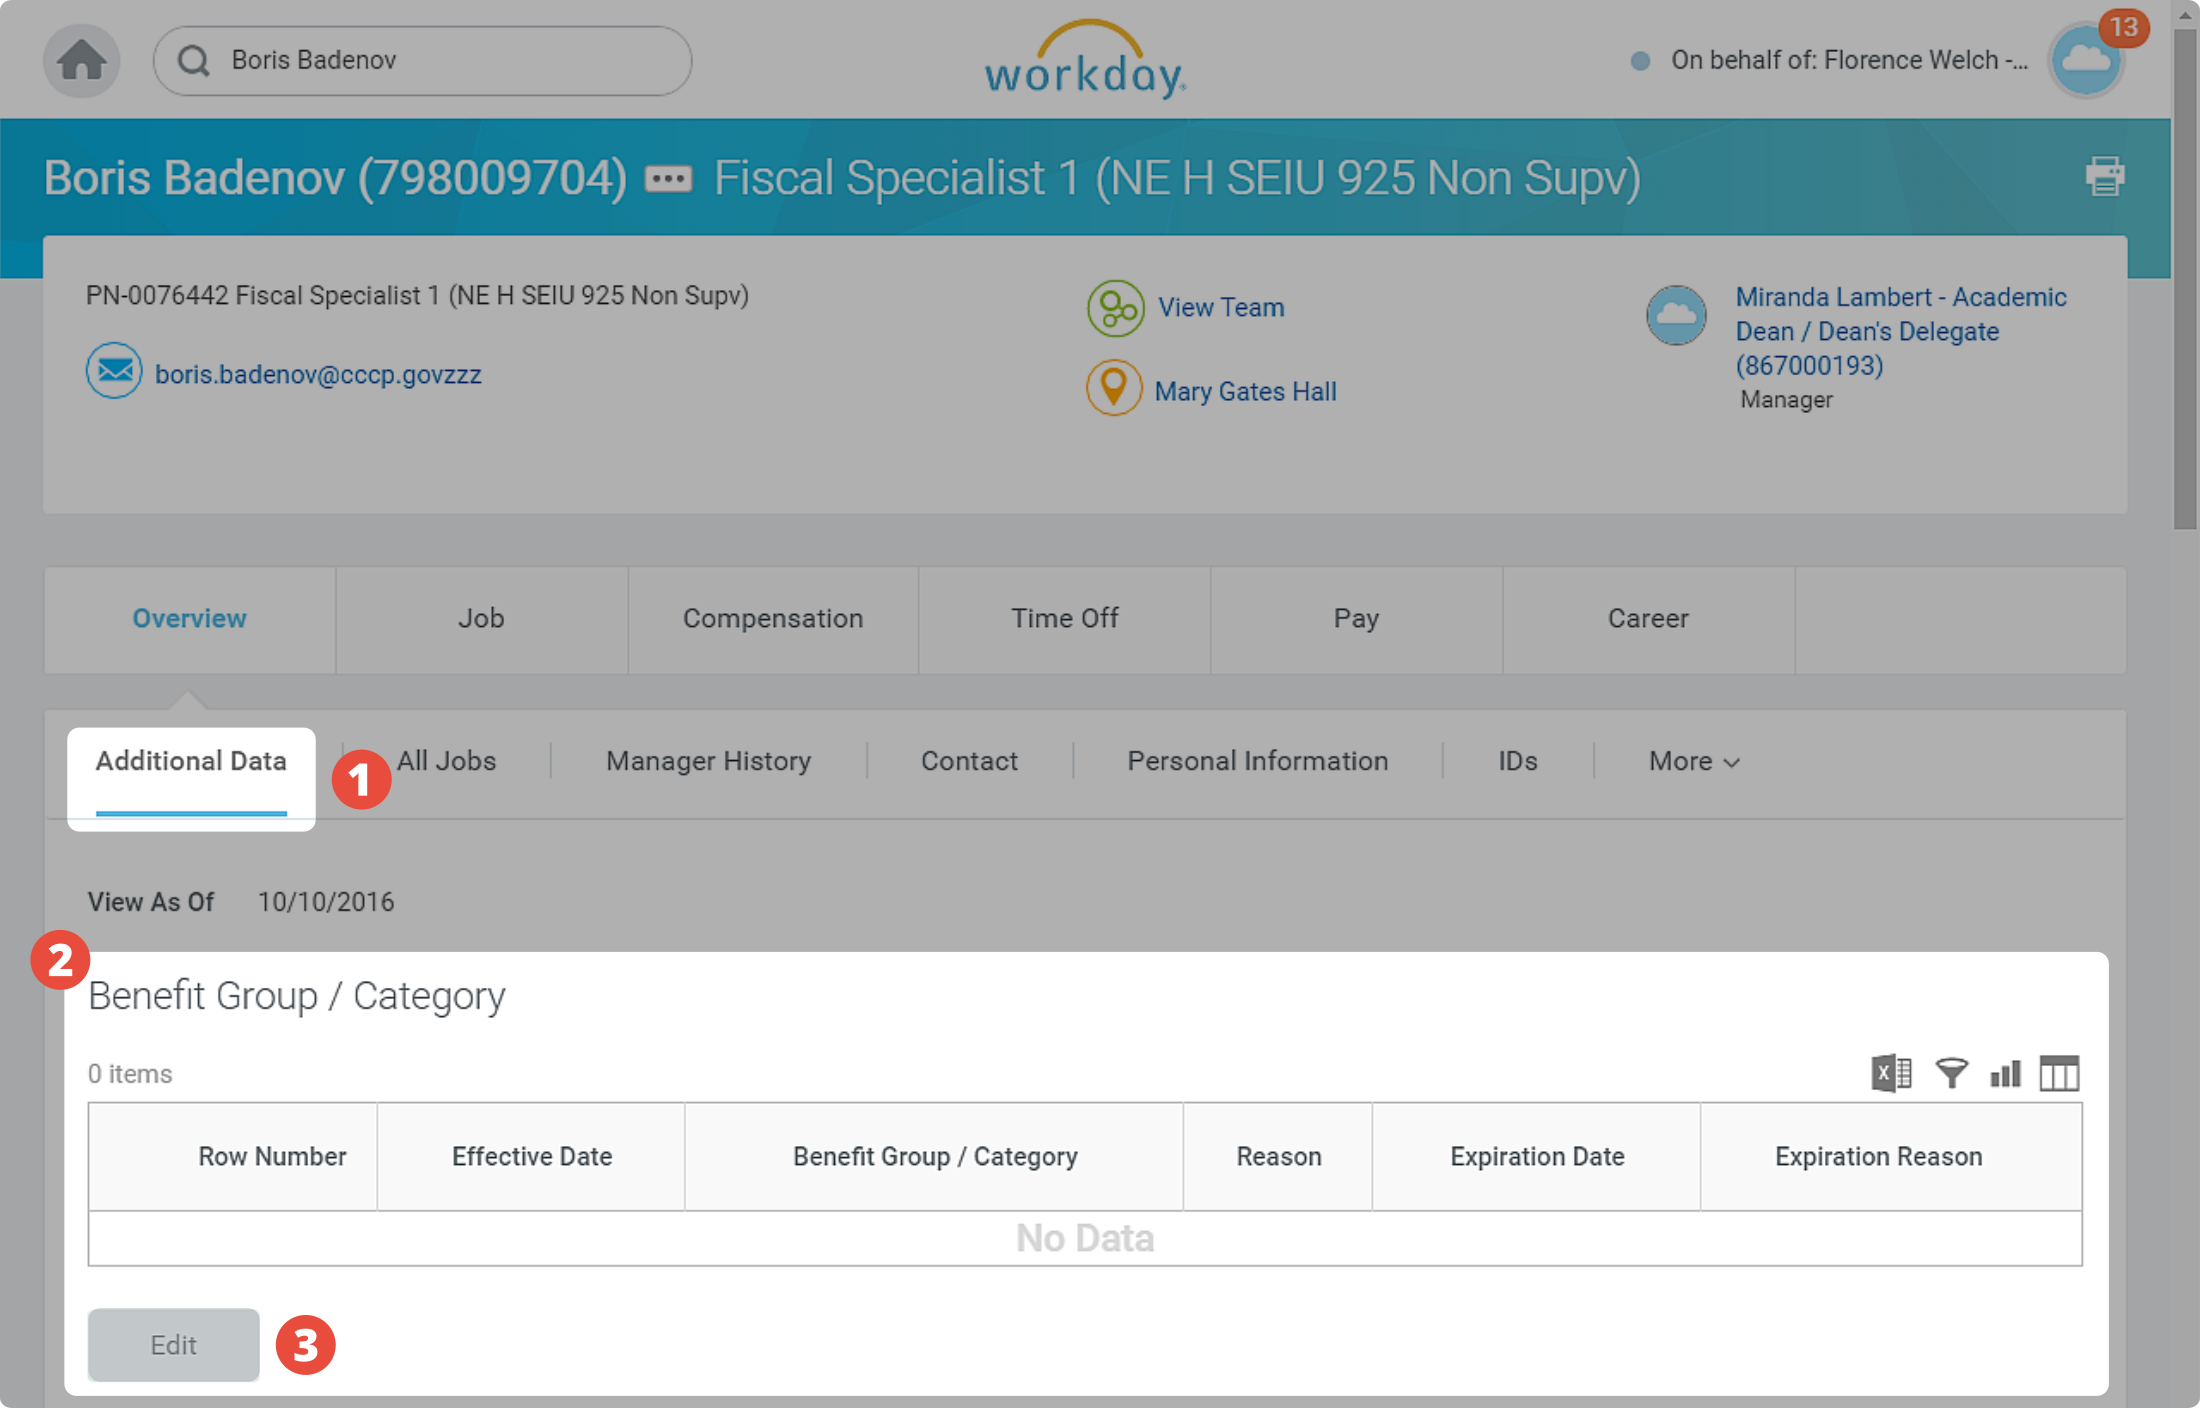 Boris Badenov
workday.
On behalf of: Florence Welch -...
13
Boris Badenov (798009704)
Fiscal Specialist 1 (NE H SEIU 925 Non Supv)
PN-0076442 Fiscal Specialist 1 (NE H SEIU 925 Non Supv)
boris.badenov@cccp.govzzz
View Team
Mary Gates Hall
Miranda Lambert - Academic
Dean / Dean's Delegate
(867000193)
Manager
Overview
Job
Compensation
Time Off
Pay
Career
Additional Data
1
All Jobs
Manager History
Contact
Personal Information
IDs
More
View As Of 10/10/2016
2
Benefit Group / Category
0 items
X
Row Number
Effective Date
Benefit Group / Category
Reason
Expiration Date
Expiration Reason
No Data
Edit
3